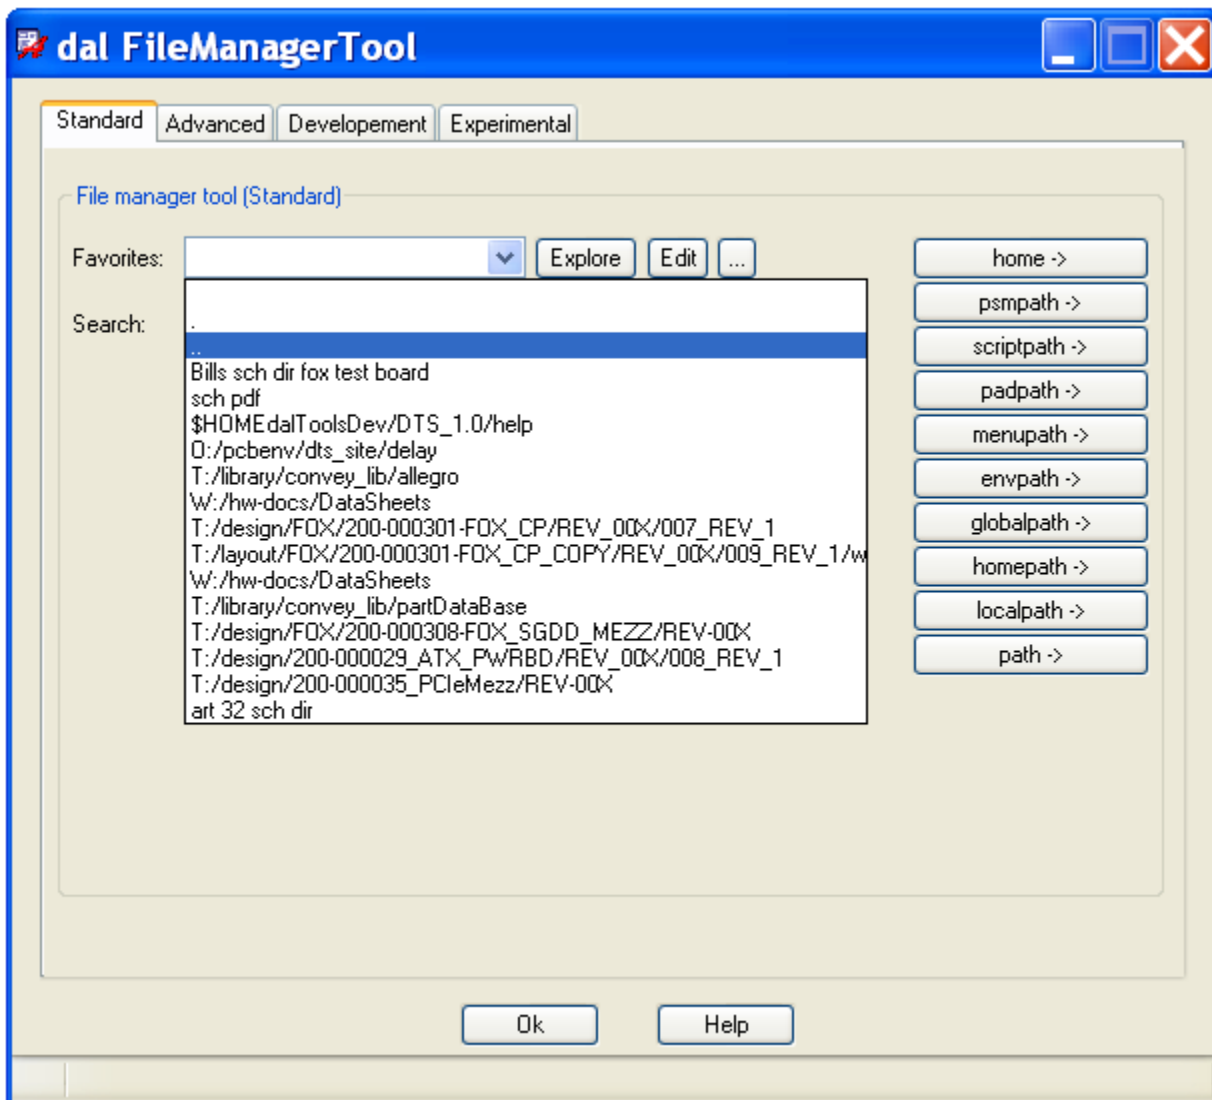 dal FileManagerTool
Standard Advanced Developement Experimental
File manager tool (Standard)
Favorites: Explore Edit ... home ->
psmpath ->
Search: .
scriptpath ->
..
Bills sch dir fox test board
padpath ->
sch pdf
$HOMEdalToolsDev/DTS_1.0/help
menupath ->
O:/pcbenv/dts_site/delay
T:/library/convey_lib/allegro
envpath ->
W:/hw-docs/DataSheets
T:/design/FOX/200-000301-FOX_CP/REV_00X/007_REV_1
globalpath ->
T:/layout/FOX/200-000301-FOX_CP_COPY/REV_00X/009_REV_1/w
homepath ->
W:/hw-docs/DataSheets
T:/library/convey_lib/partDataBase
localpath ->
T:/design/FOX/200-000308-FOX_SGDD_MEZZ/REV-00X
T:/design/200-000029_ATX_PWRBD/REV_00X/008_REV_1
path ->
T:/design/200-000035_PCIeMezz/REV-00X
art 32 sch dir
Ok Help